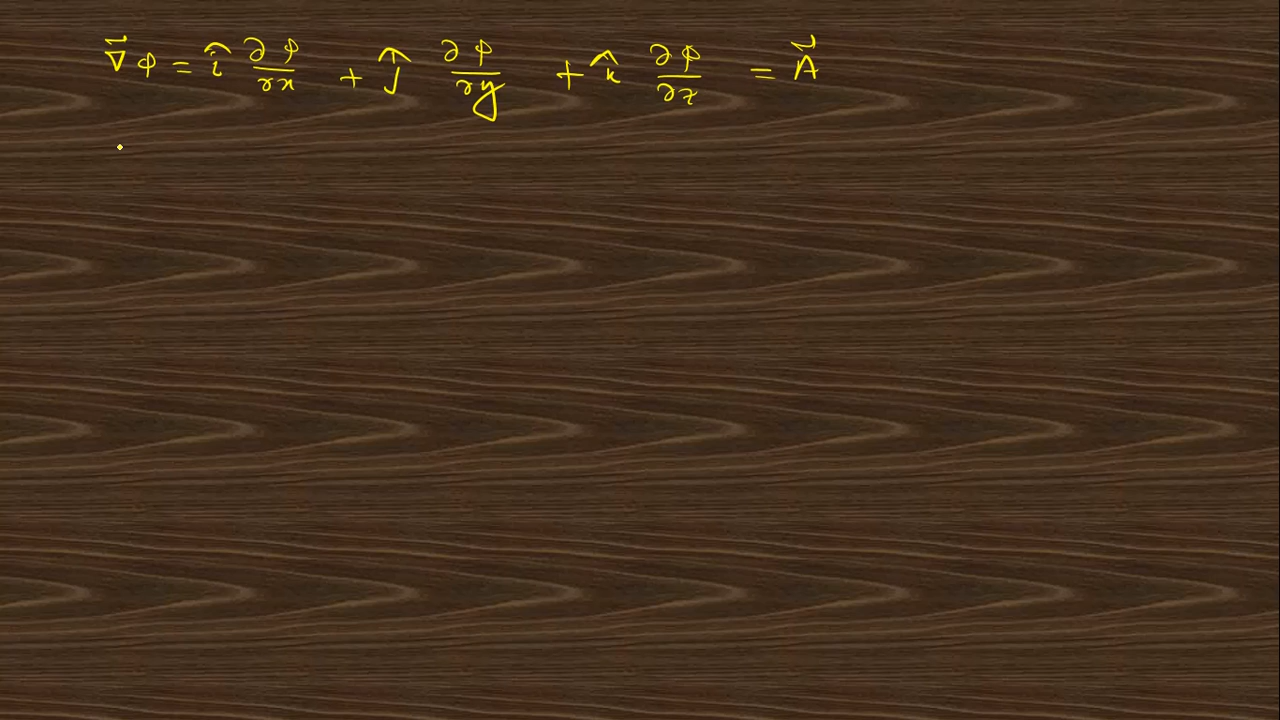 ∇⃗ φ = î ∂φ/∂x + ĵ ∂φ/∂y + k̂ ∂φ/∂z = A⃗